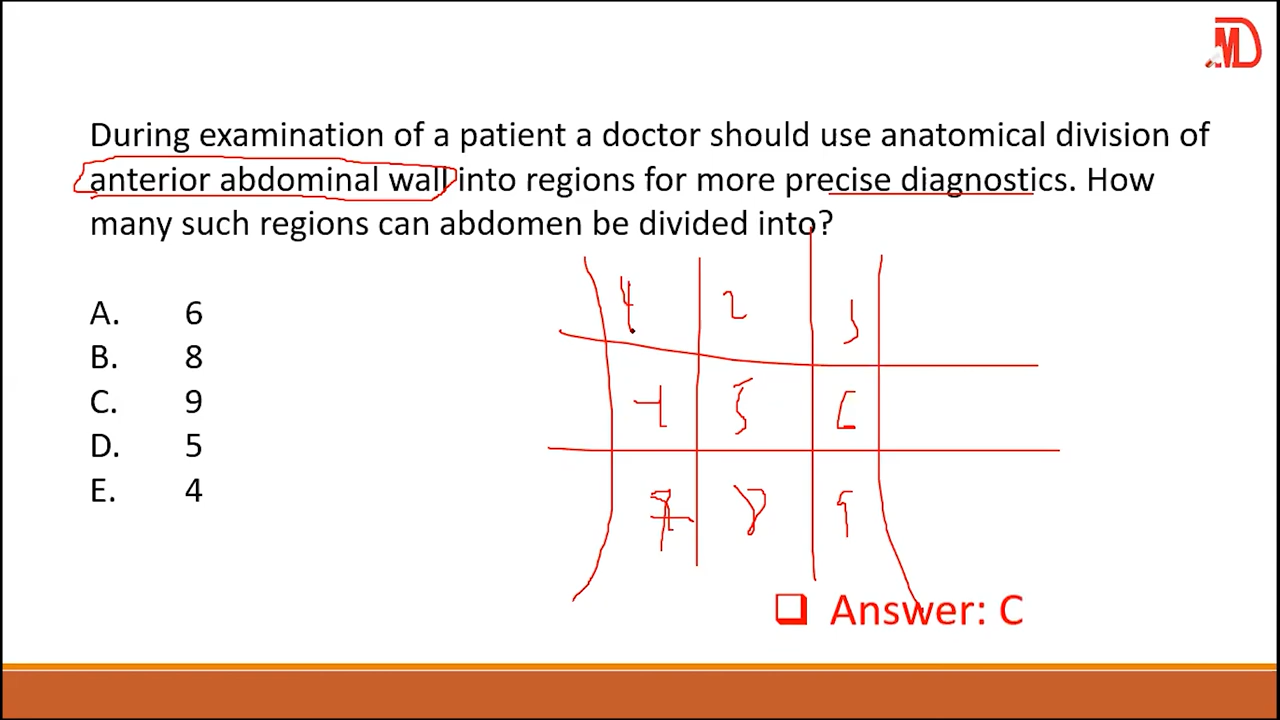 MD
During examination of a patient a doctor should use anatomical division of
anterior abdominal wall into regions for more precise diagnostics. How
many such regions can abdomen be divided into?
A. 6
B. 8
C. 9
D. 5
E. 4
1 2 3
4 5 6
7 8 9
Answer: C